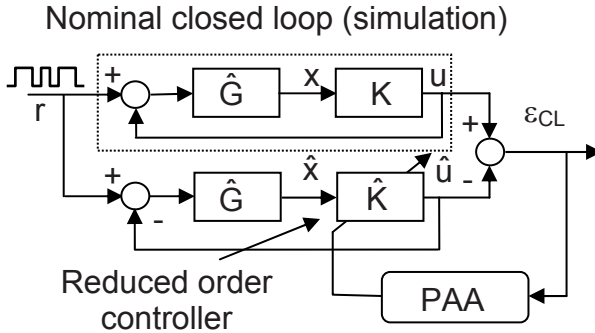 Nominal closed loop (simulation)
+ Ĝ x K u
r
+ ε_CL
+ Ĝ x̂ K̂ û -
-
Reduced order
controller
PAA